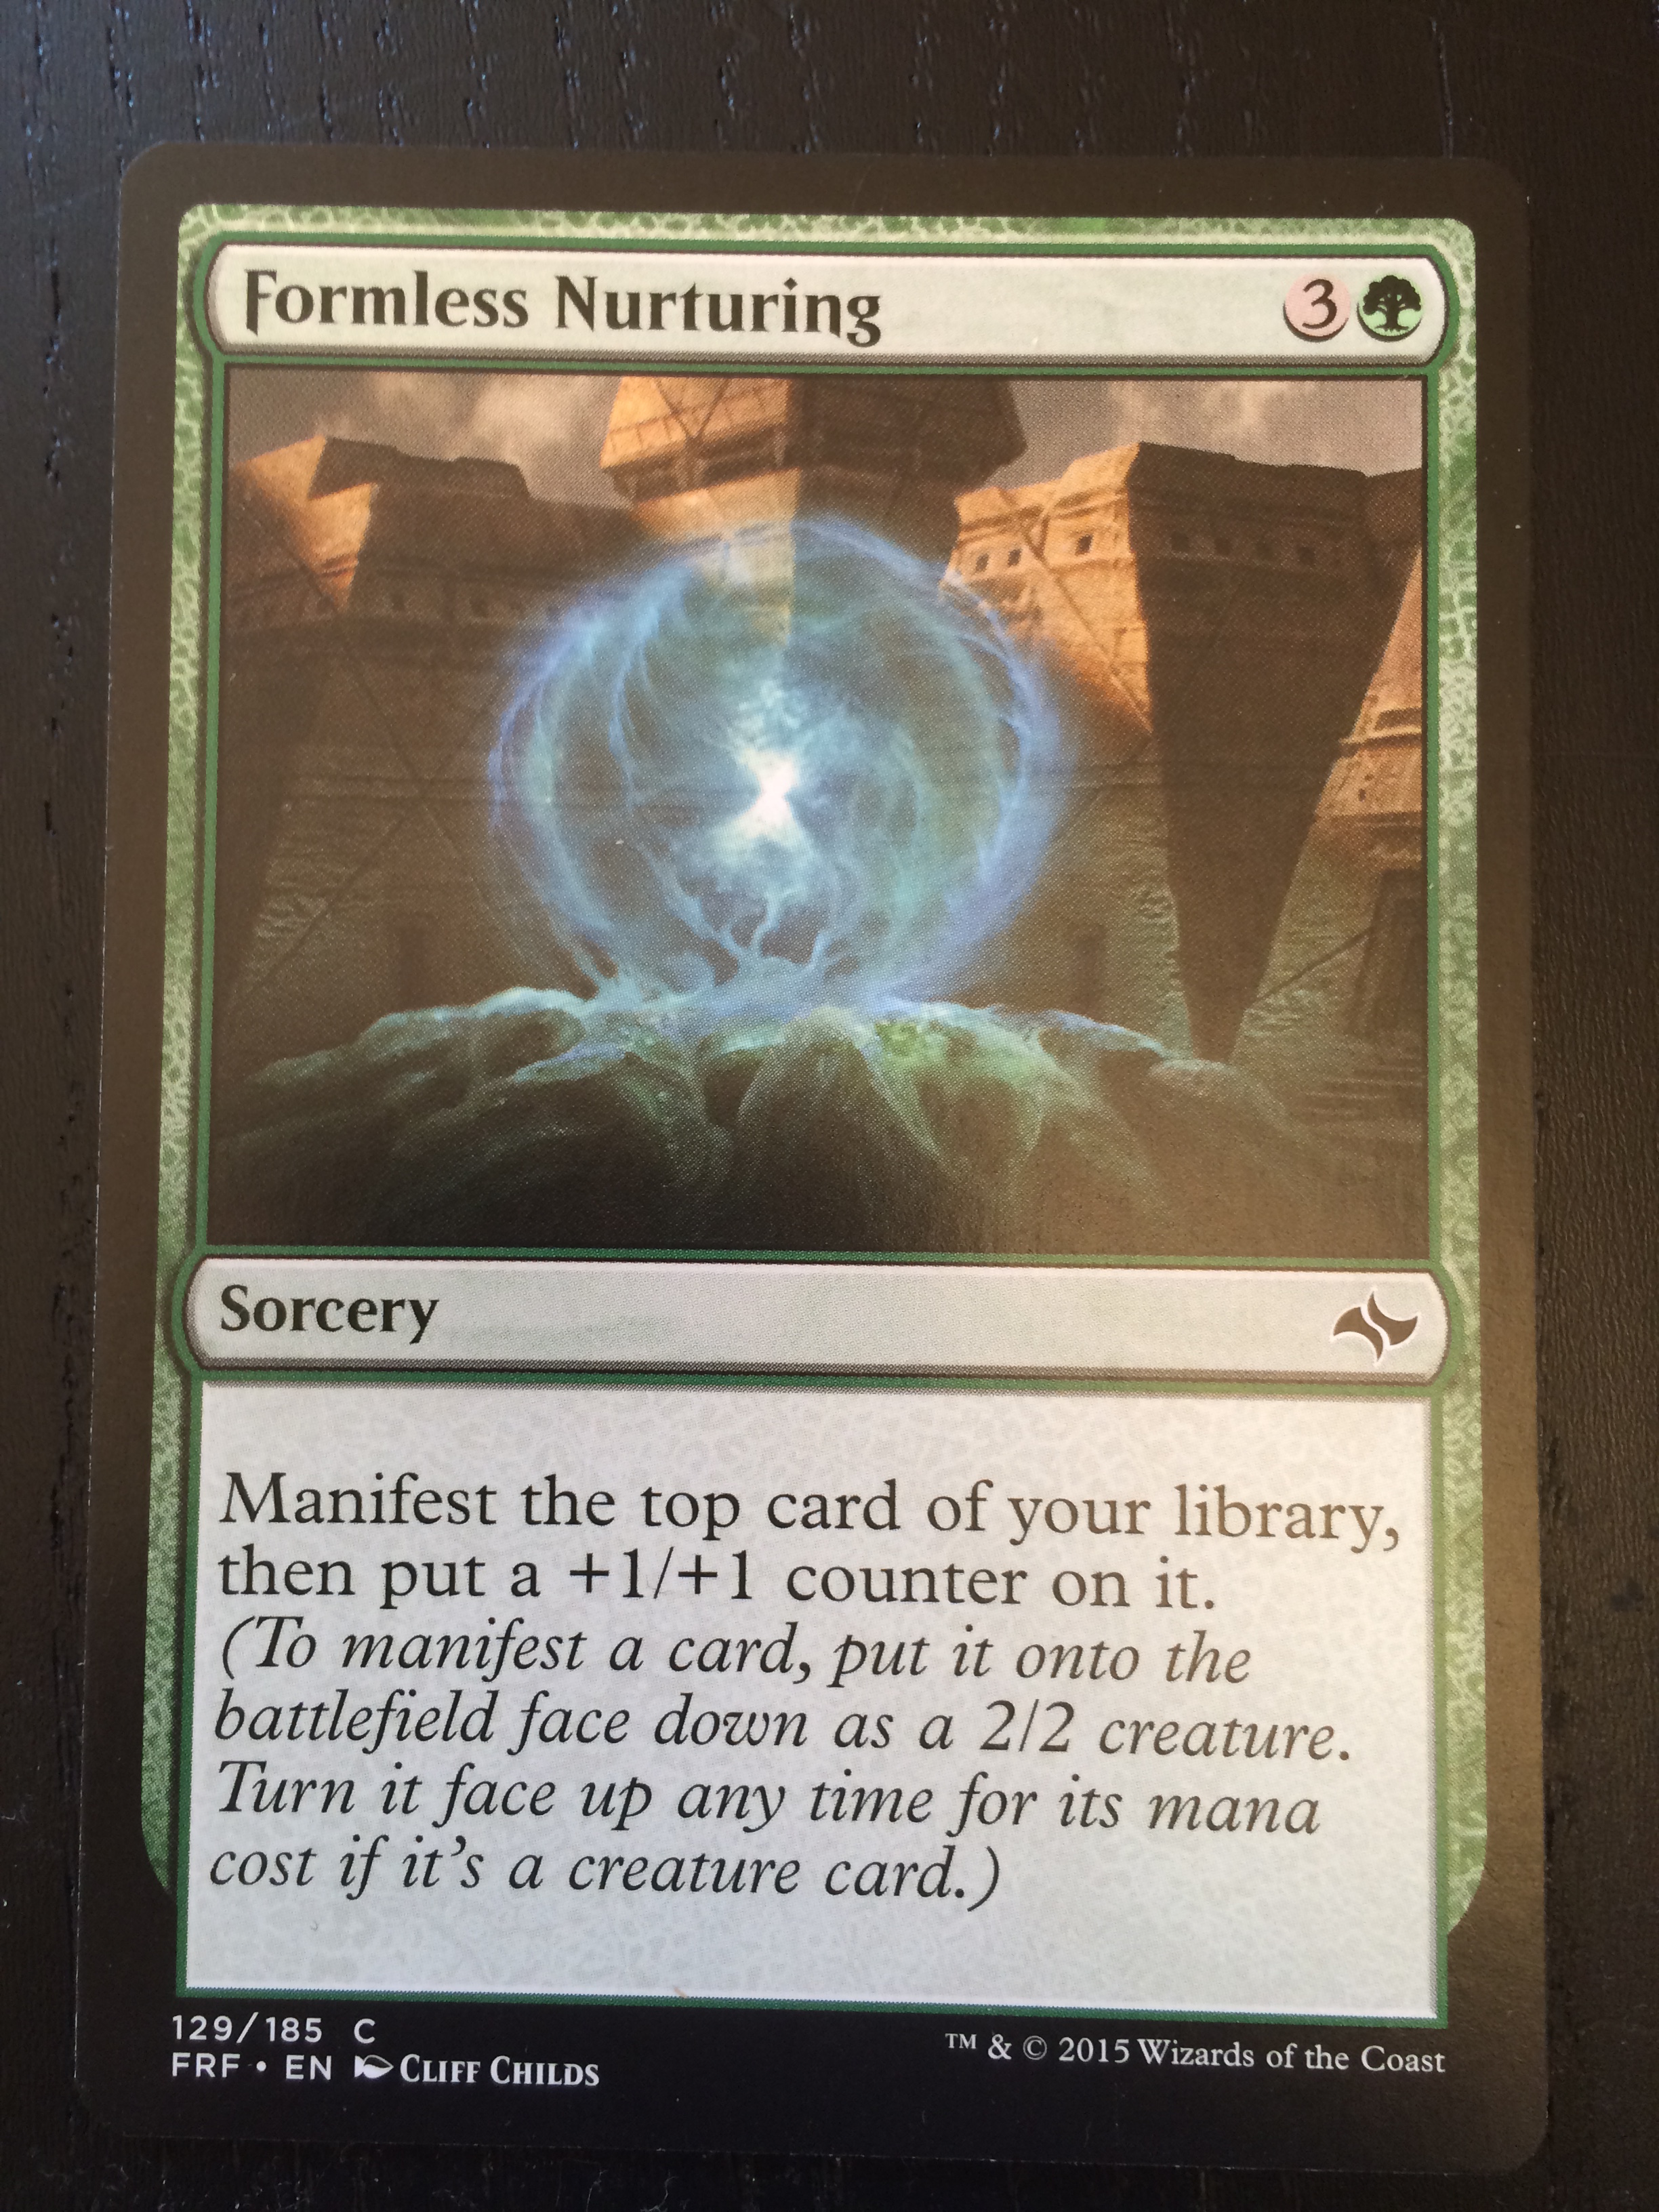 Formless Nurturing 3
Sorcery
Manifest the top card of your library,
then put a +1/+1 counter on it.
(To manifest a card, put it onto the
battlefield face down as a 2/2 creature.
Turn it face up any time for its mana
cost if it's a creature card.)
129/185 C
FRF • EN CLIFF CHILDS
™ & © 2015 Wizards of the Coast